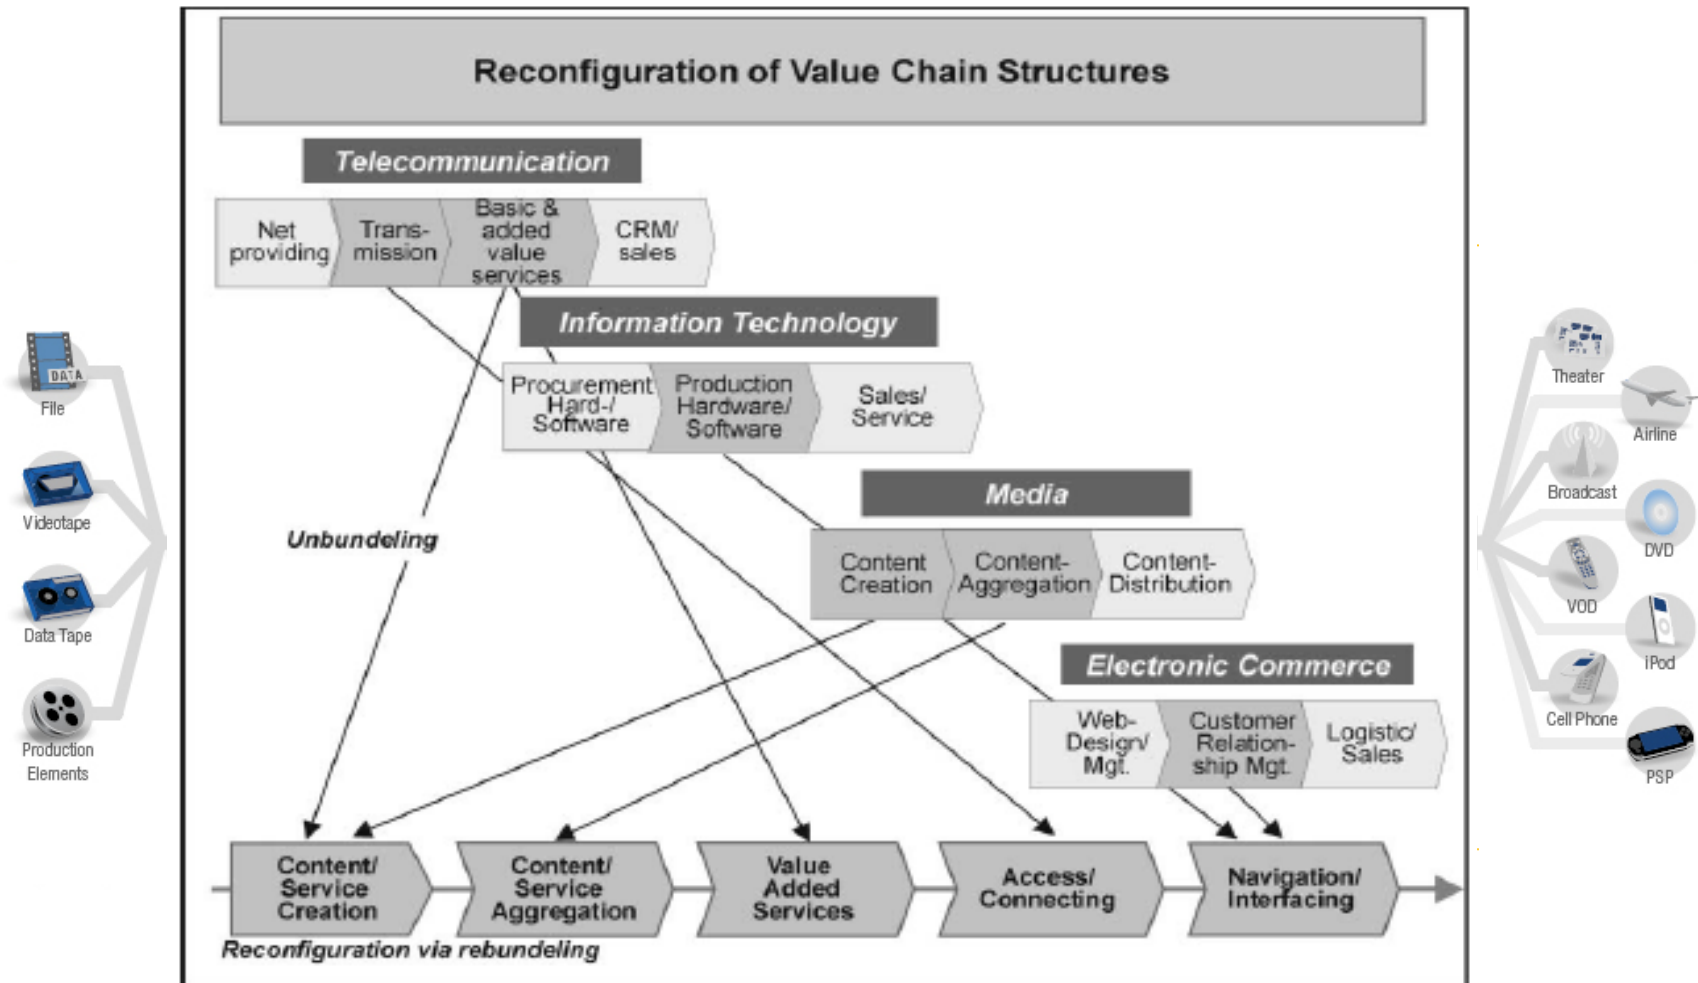 Reconfiguration of Value Chain Structures
Telecommunication
Net
providing
Trans-
mission
Basic &
added
value
services
CRM/
sales
Information Technology
Procurement
Hard-/
Software
Production
Hardware/
Software
Sales/
Service
Media
Content
Creation
Content-
Aggregation
Content-
Distribution
Electronic Commerce
Web-
Design/
Mgt.
Customer
Relation-
ship Mgt.
Logistic/
Sales
Unbundeling
Content/
Service
Creation
Content/
Service
Aggregation
Value
Added
Services
Access/
Connecting
Navigation/
Interfacing
Reconfiguration via rebundeling
DATA
File
Videotape
Data Tape
Production
Elements
Theater
Airline
Broadcast
DVD
VOD
iPod
Cell Phone
PSP